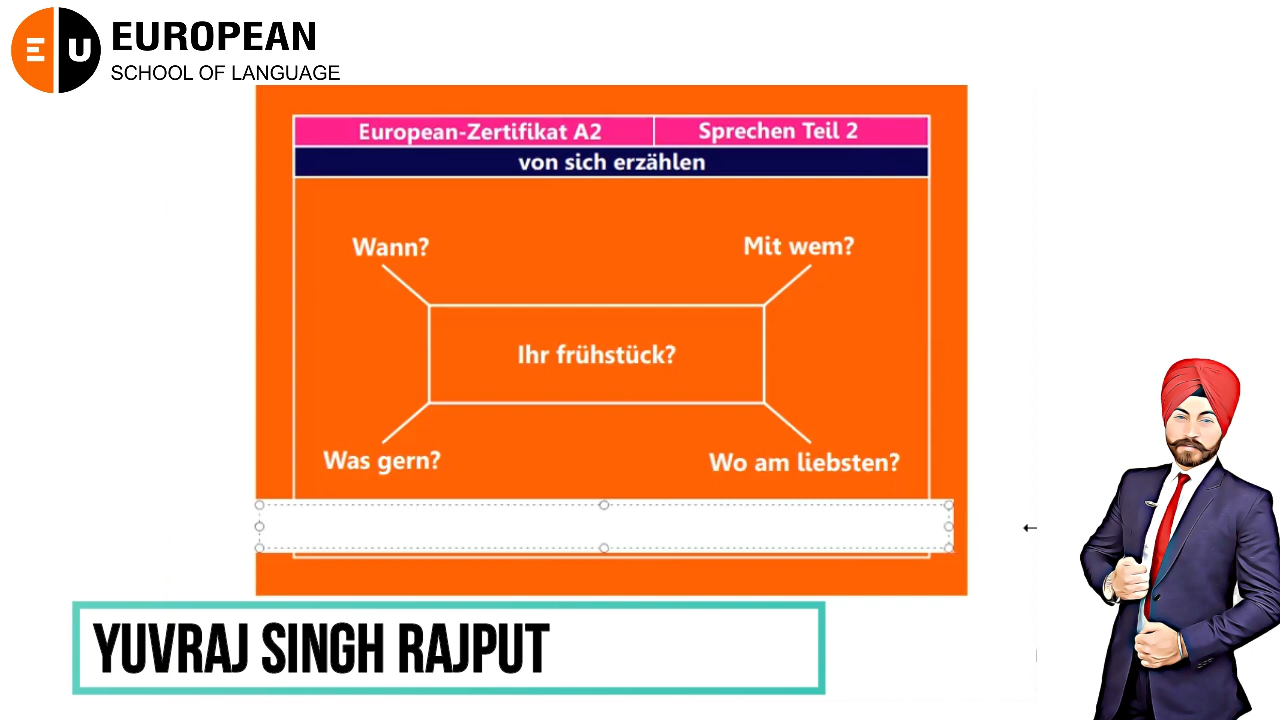 E U
EUROPEAN
SCHOOL OF LANGUAGE
European-Zertifikat A2 Sprechen Teil 2
von sich erzählen
Wann? Mit wem?
Ihr frühstück?
Was gern? Wo am liebsten?
YUVRAJ SINGH RAJPUT